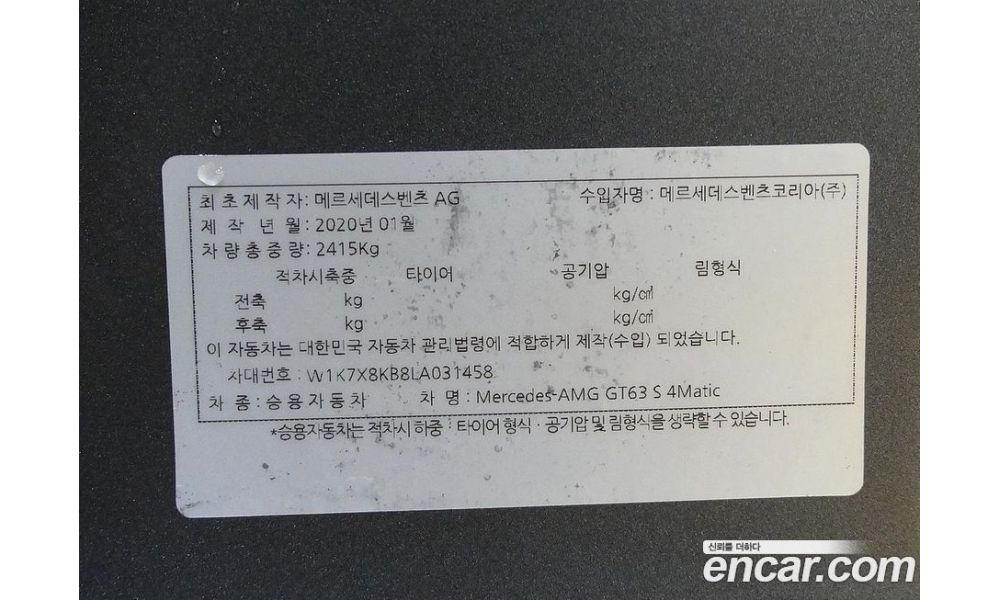 최초제작자: 메르세데스벤츠 AG 수입자명 : 메르세데스벤츠코리아(주)
제 작 년 월 : 2020년 01월
차 량 총 중 량: 2415Kg
적차시축중 타이어 공기압 림형식
전축 kg kg/㎠
후축 kg kg/㎠
이 자동차는 대한민국 자동차 관리법령에 적합하게 제작(수입) 되었습니다.
차대번호 : W1K7X8KB8LA031458
차 종 : 승용자동차 차 명 : Mercedes-AMG GT63 S 4Matic
*승용자동차는 적차시 하중 · 타이어 형식 · 공기압 및 림형식을 생략할 수 있습니다.
신뢰를 더하다
encar.com